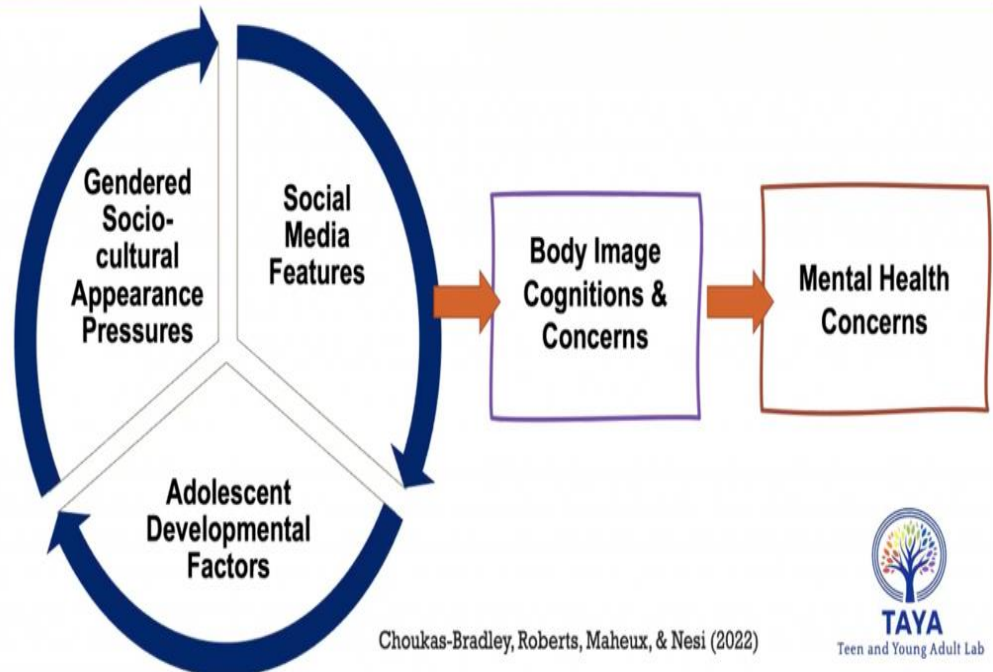 Gendered
Socio-
cultural
Appearance
Pressures
Social
Media
Features
Adolescent
Developmental
Factors
Body Image
Cognitions &
Concerns
Mental Health
Concerns
Choukas-Bradley, Roberts, Maheux, & Nesi (2022)
TAYA
Teen and Young Adult Lab